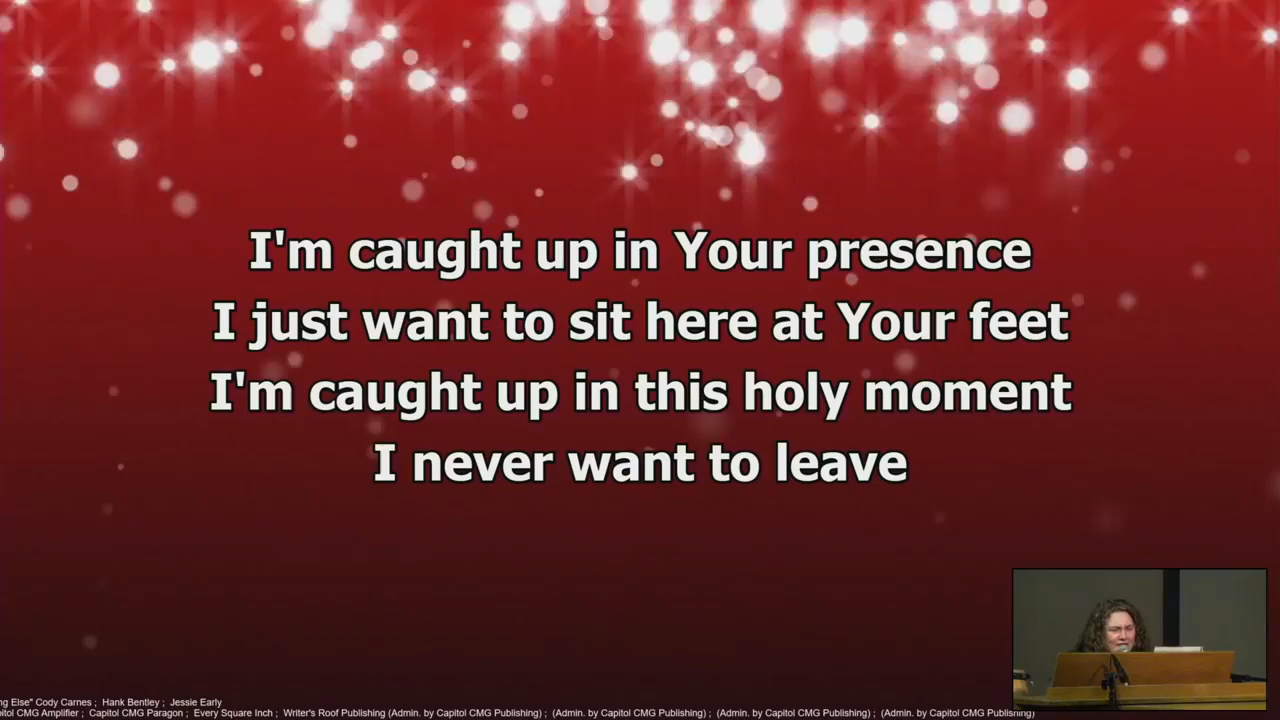 I'm caught up in Your presence
I just want to sit here at Your feet
I'm caught up in this holy moment
I never want to leave
ng Else" Cody Carnes ; Hank Bentley ; Jessie Early
pitol CMG Amplifier ; Capitol CMG Paragon ; Every Square Inch ; Writer's Roof Publishing (Admin. by Capitol CMG Publishing) ; (Admin. by Capitol CMG Publishing) ; (Admin. by Capitol CMG Publishing) ; (Admin. by Capitol CMG Publishing)